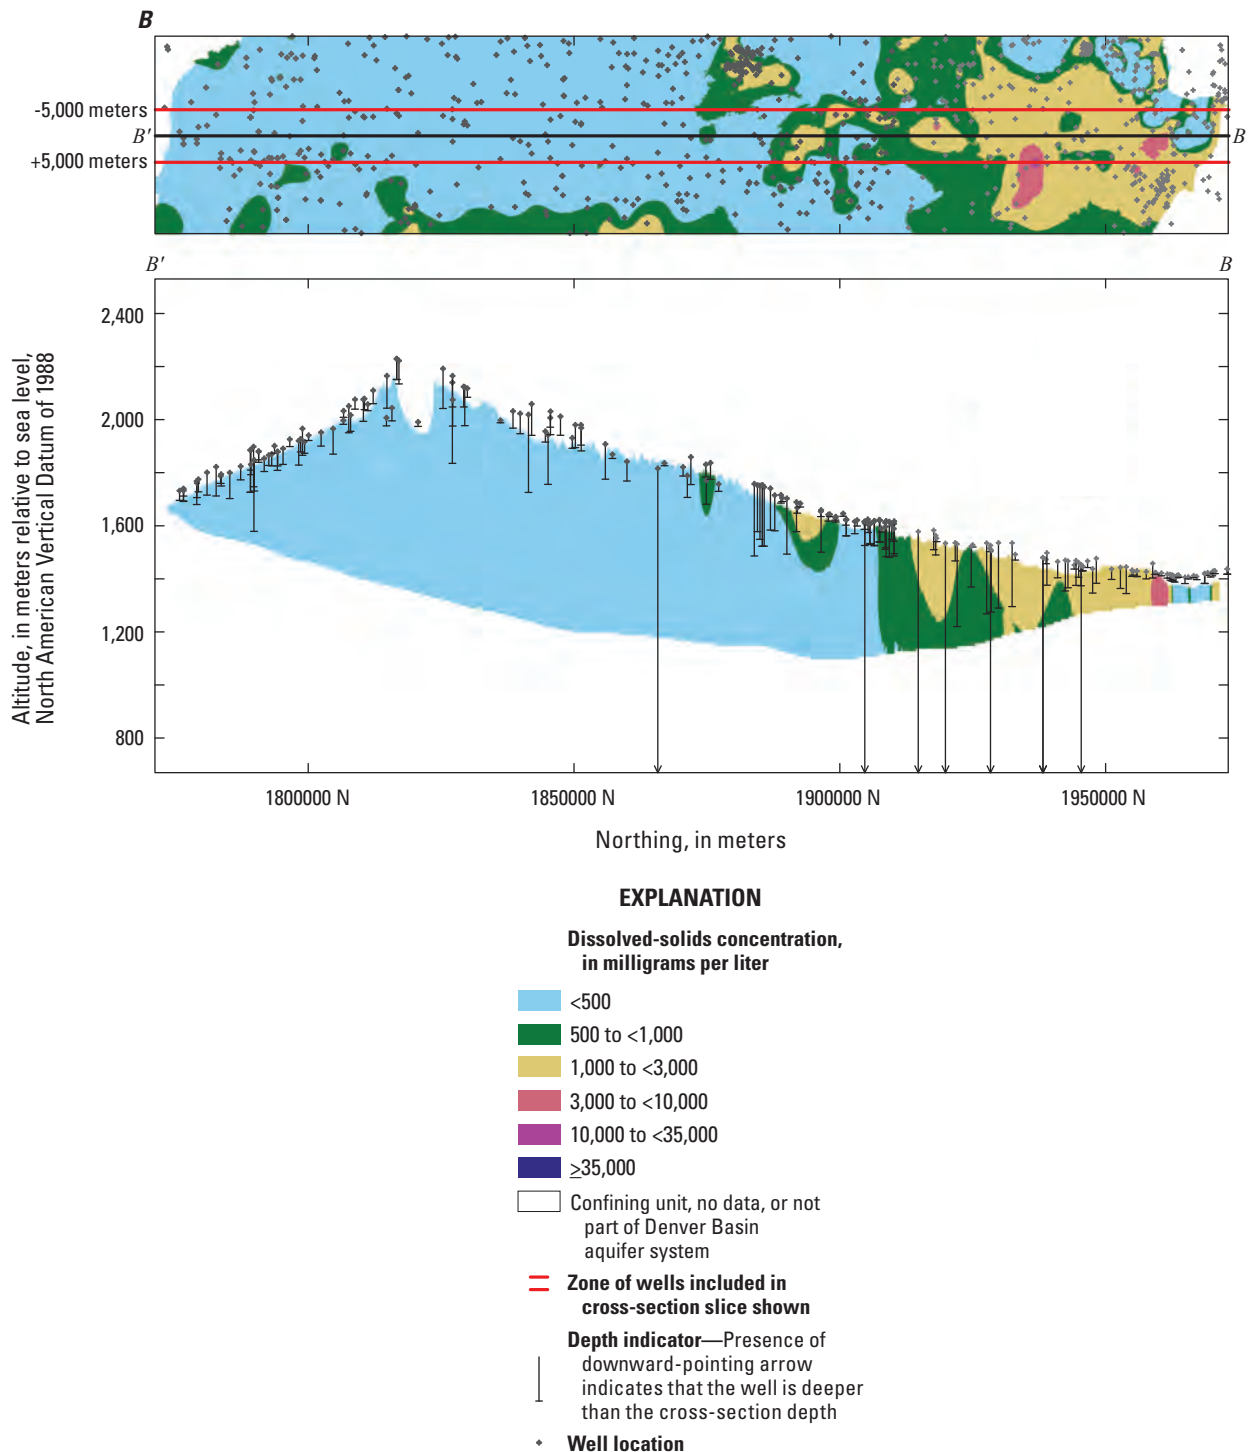 B
-5,000 meters
B′ B
+5,000 meters
B′ B
2,400
2,000
1,600
1,200
800
Altitude, in meters relative to sea level,
North American Vertical Datum of 1988
1800000 N 1850000 N 1900000 N 1950000 N
Northing, in meters
EXPLANATION
Dissolved-solids concentration,
in milligrams per liter
<500
500 to <1,000
1,000 to <3,000
3,000 to <10,000
10,000 to <35,000
≥35,000
Confining unit, no data, or not
part of Denver Basin
aquifer system
Zone of wells included in
cross-section slice shown
Depth indicator—Presence of
downward-pointing arrow
indicates that the well is deeper
than the cross-section depth
Well location